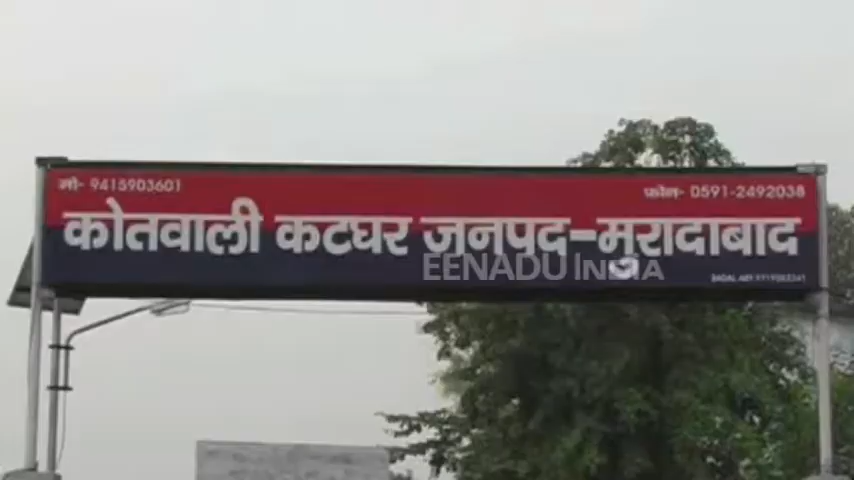 मो- 9415903601
फोन- 0591-2492038
कोतवाली कटघर जनपद-मुरादाबाद
EENADU INDIA